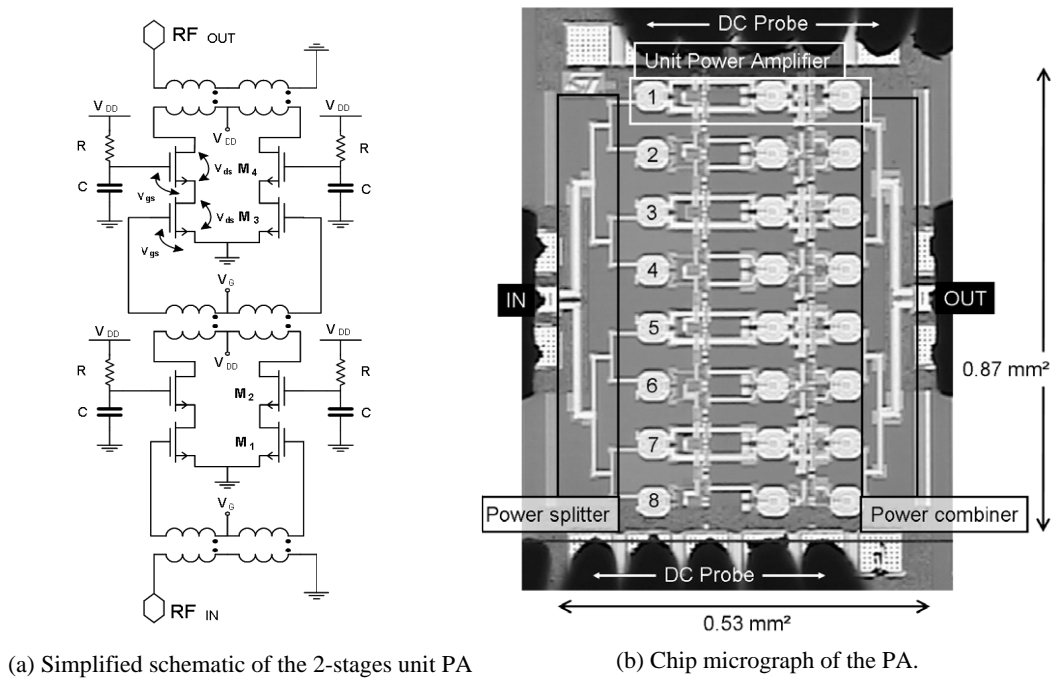 RF OUT
V DD
V DD
V DD
R
R
C
C
V ds
M 4
V gs
V ds
M 3
V gs
V G
V DD
V DD
V DD
R
R
C
C
M 2
M 1
V G
RF IN
(a) Simplified schematic of the 2-stages unit PA
DC Probe
Unit Power Amplifier
1
2
3
4
IN
OUT
5
6
0.87 mm²
7
8
Power splitter
Power combiner
DC Probe
0.53 mm²
(b) Chip micrograph of the PA.